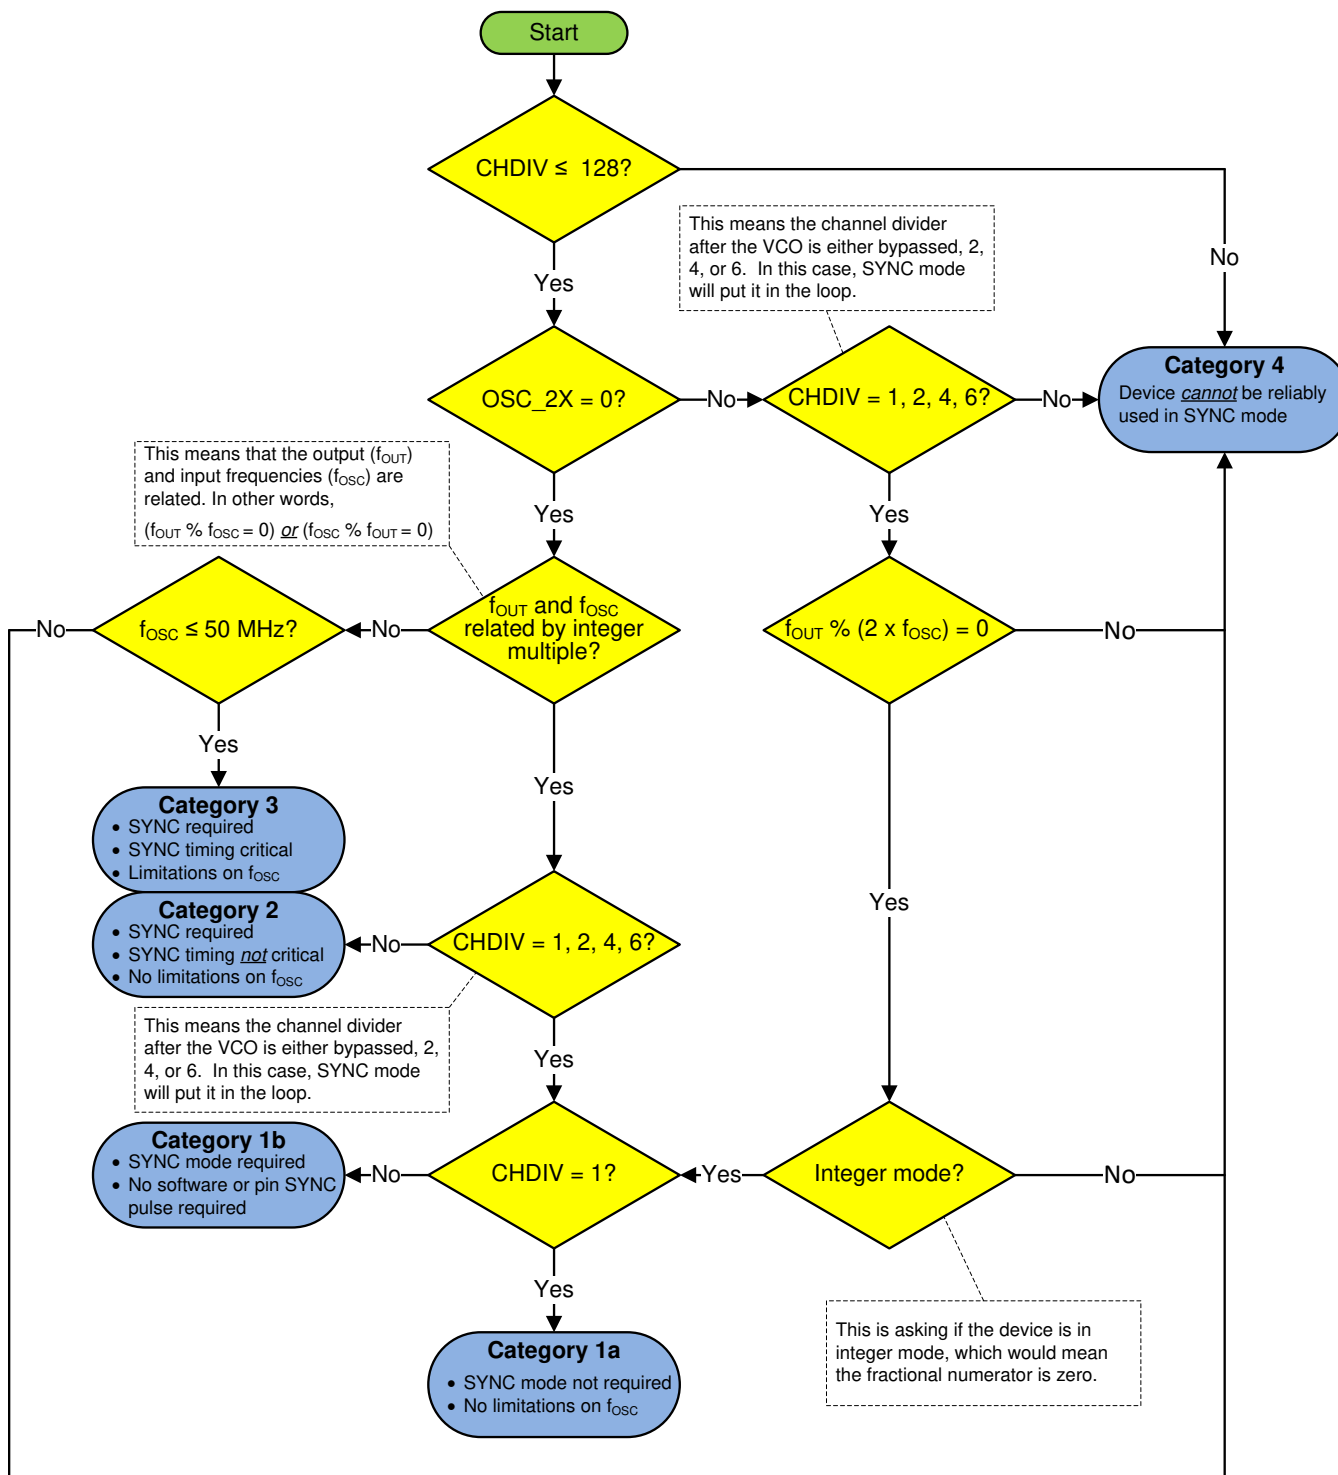 Start
CHDIV ≤ 128?
No
Yes
This means the channel divider
after the VCO is either bypassed, 2,
4, or 6. In this case, SYNC mode
will put it in the loop.
OSC_2X = 0?
No
CHDIV = 1, 2, 4, 6?
No
Category 4
Device cannot be reliably
used in SYNC mode
This means that the output (fOUT)
and input frequencies (fOSC) are
related. In other words,
(fOUT % fOSC = 0) or (fOSC % fOUT = 0)
Yes
Yes
No
fOSC ≤ 50 MHz?
No
fOUT and fOSC
related by integer
multiple?
fOUT % (2 x fOSC) = 0
No
Yes
Yes
Category 3
• SYNC required
• SYNC timing critical
• Limitations on fOSC
Category 2
• SYNC required
• SYNC timing not critical
• No limitations on fOSC
No
CHDIV = 1, 2, 4, 6?
Yes
This means the channel divider
after the VCO is either bypassed, 2,
4, or 6. In this case, SYNC mode
will put it in the loop.
Yes
Category 1b
• SYNC mode required
• No software or pin SYNC
pulse required
No
CHDIV = 1?
Yes
Integer mode?
No
Yes
Category 1a
• SYNC mode not required
• No limitations on fOSC
This is asking if the device is in
integer mode, which would mean
the fractional numerator is zero.